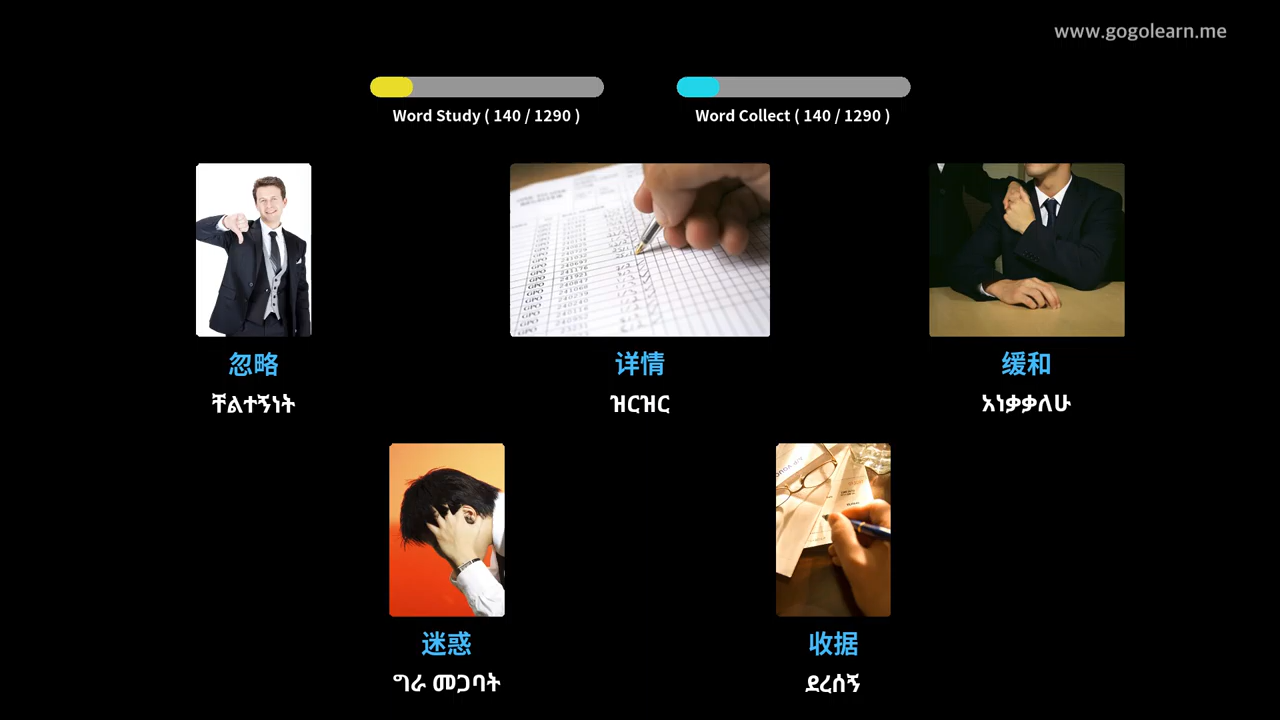 www.gogolearn.me
Word Study ( 140 / 1290 )
Word Collect ( 140 / 1290 )
忽略
ቸልተኝነት
详情
ዝርዝር
缓和
አነቃቃለሁ
迷惑
ግራ መጋባት
收据
ደረሰኝ